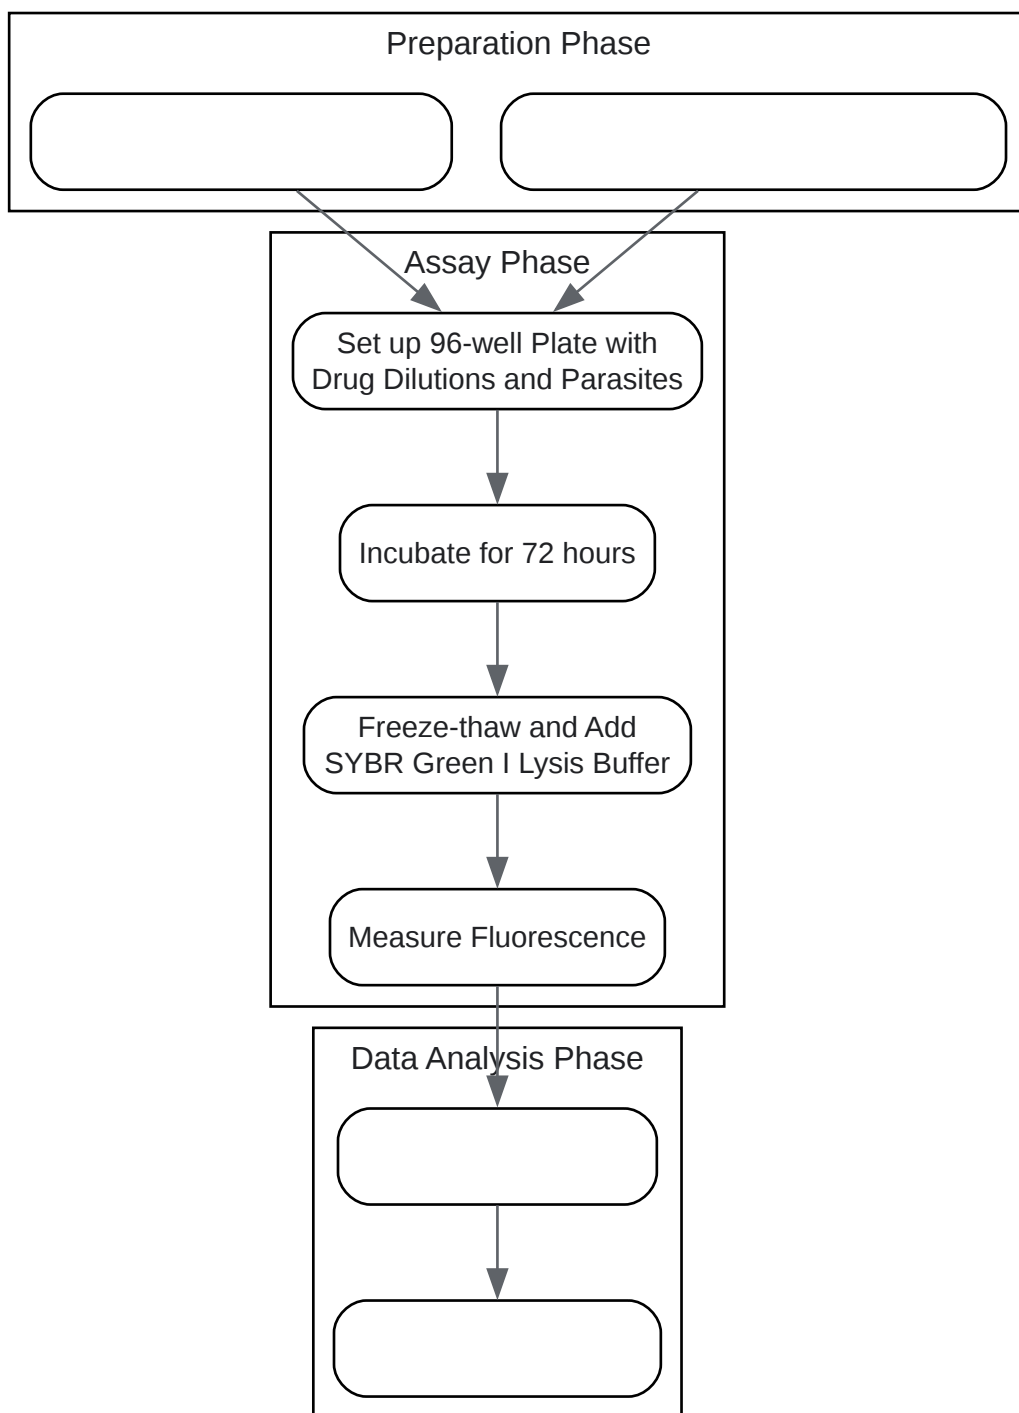 Preparation Phase
Assay Phase
Set up 96-well Plate with
Drug Dilutions and Parasites
Incubate for 72 hours
Freeze-thaw and Add
SYBR Green I Lysis Buffer
Measure Fluorescence
Data Analysis Phase